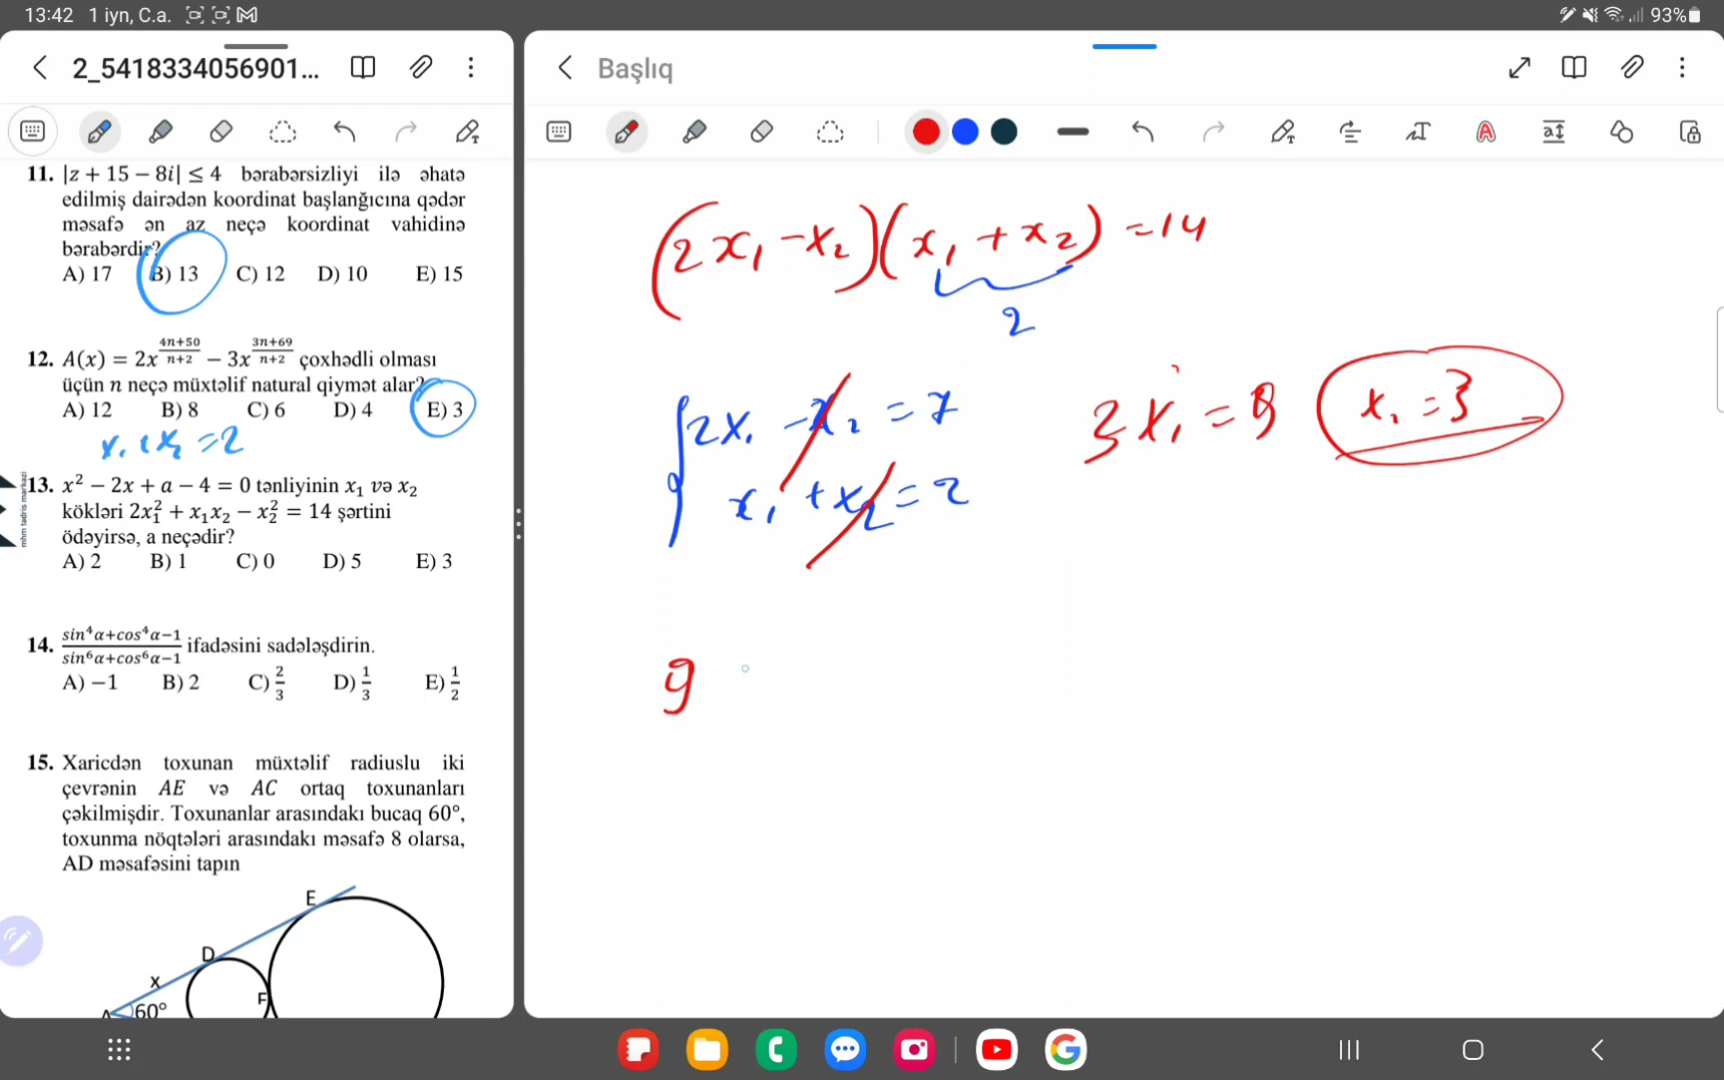 13:42 1 iyn, C.a.
93%
2_5418334056901...
Başlıq
11. |z + 15 − 8i| ≤ 4 bərabərsizliyi ilə əhatə
edilmiş dairədən koordinat başlanğıcına qədər
məsafə ən az neçə koordinat vahidinə
bərabərdir?
A) 17 B) 13 C) 12 D) 10 E) 15
12. A(x) = 2x^((4n+50)/(n+2)) − 3x^((3n+69)/(n+2)) çoxhədli olması
üçün n neçə müxtəlif natural qiymət alar?
A) 12 B) 8 C) 6 D) 4 E) 3
x₁ + x₂ = 2
13. x² − 2x + a − 4 = 0 tənliyinin x₁ və x₂
kökləri 2x₁² + x₁x₂ − x₂² = 14 şərtini
ödəyirsə, a neçədir?
A) 2 B) 1 C) 0 D) 5 E) 3
mhm tədris mərkəzi
14. (sin⁴α+cos⁴α−1)/(sin⁶α+cos⁶α−1) ifadəsini sadələşdirin.
A) −1 B) 2 C) 2/3 D) 1/3 E) 1/2
15. Xaricdən toxunan müxtəlif radiuslu iki
çevrənin AE və AC ortaq toxunanları
çəkilmişdir. Toxunanlar arasındakı bucaq 60°,
toxunma nöqtələri arasındakı məsafə 8 olarsa,
AD məsafəsini tapın
E
D
x
F
A 60°
(2x₁ − x₂)(x₁ + x₂) = 14
2
2x₁ − x₂ = 7
x₁ + x₂ = 2
3x₁ = 9
x₁ = 3
9